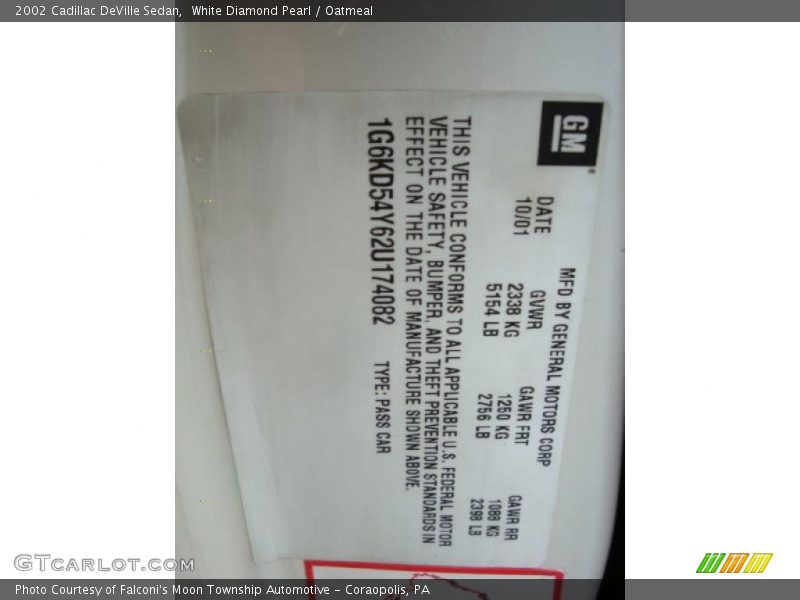 2002 Cadillac DeVille Sedan, White Diamond Pearl / Oatmeal
GM®
MFD BY GENERAL MOTORS CORP
DATE GVWR GAWR FRT GAWR RR
10/01 2338 KG 1250 KG 1088 KG
5154 LB 2756 LB 2398 LB
THIS VEHICLE CONFORMS TO ALL APPLICABLE U.S. FEDERAL MOTOR
VEHICLE SAFETY, BUMPER, AND THEFT PREVENTION STANDARDS IN
EFFECT ON THE DATE OF MANUFACTURE SHOWN ABOVE.
1G6KD54Y62U174082 TYPE: PASS CAR
GTCarLot.com
Photo Courtesy of Falconi's Moon Township Automotive - Coraopolis, PA